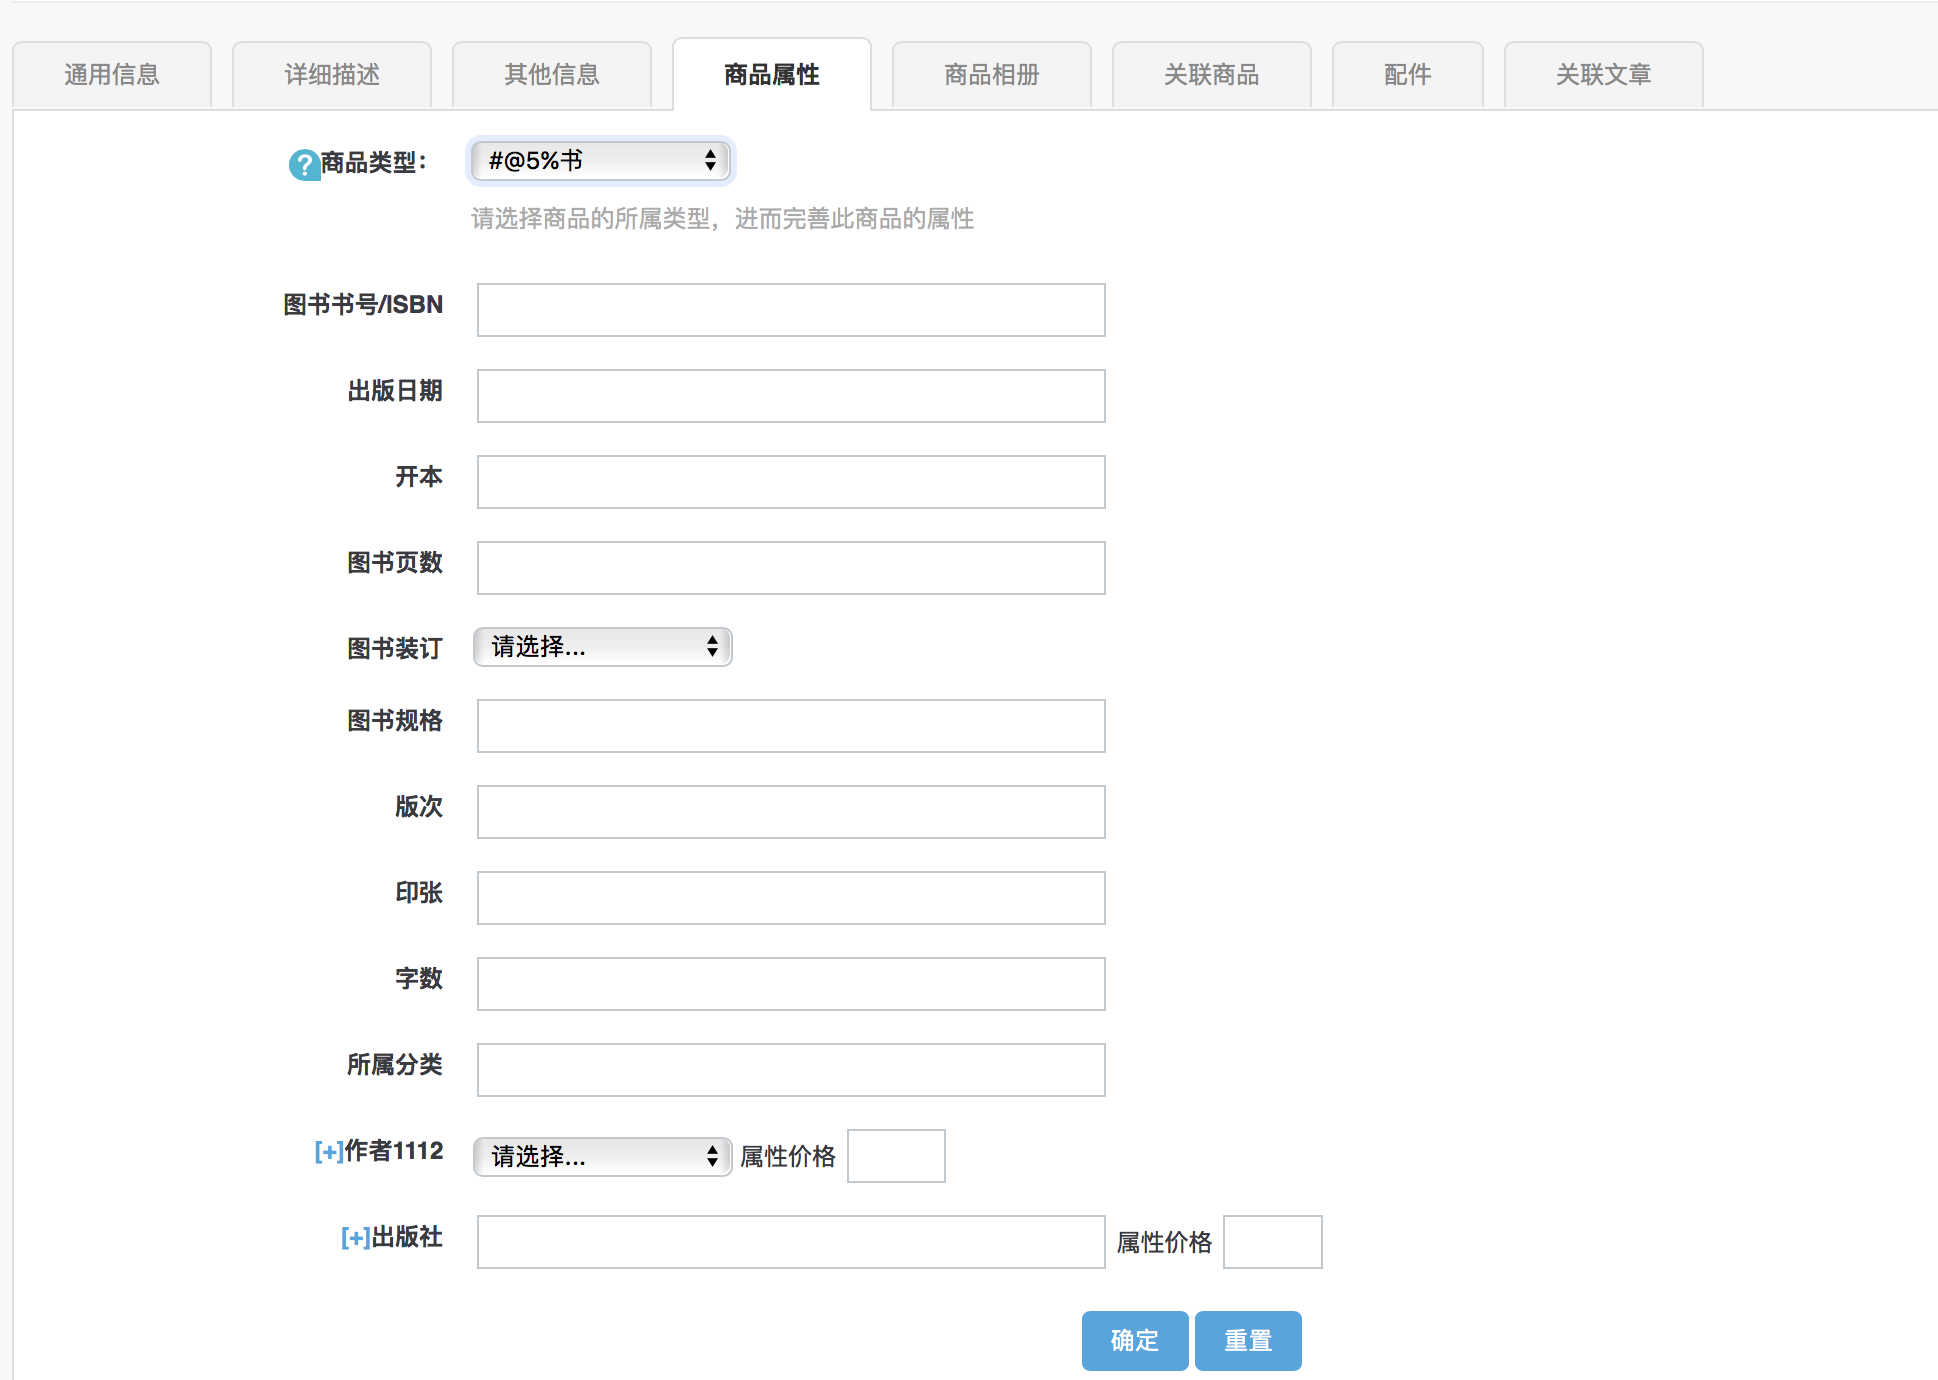 通用信息 详细描述 其他信息 商品属性 商品相册 关联商品 配件 关联文章
?商品类型： #@5%书
请选择商品的所属类型，进而完善此商品的属性
图书书号/ISBN
出版日期
开本
图书页数
图书装订 请选择...
图书规格
版次
印张
字数
所属分类
[+]作者1112 请选择... 属性价格
[+]出版社 属性价格
确定 重置